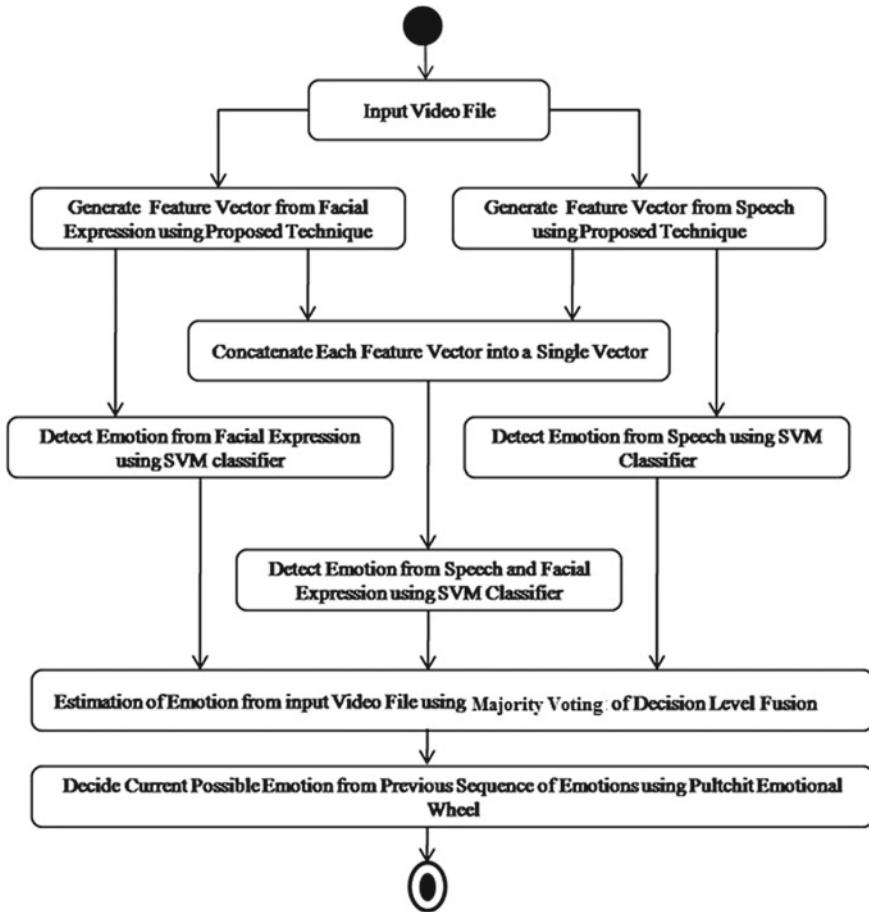 Input Video File
Generate Feature Vector from Facial
Expression using Proposed Technique
Generate Feature Vector from Speech
using Proposed Technique
Concatenate Each Feature Vector into a Single Vector
Detect Emotion from Facial Expression
using SVM classifier
Detect Emotion from Speech using SVM
Classifier
Detect Emotion from Speech and Facial
Expression using SVM Classifier
Estimation of Emotion from input Video File using Majority Voting of Decision Level Fusion
Decide Current Possible Emotion from Previous Sequence of Emotions using Pultchit Emotional
Wheel